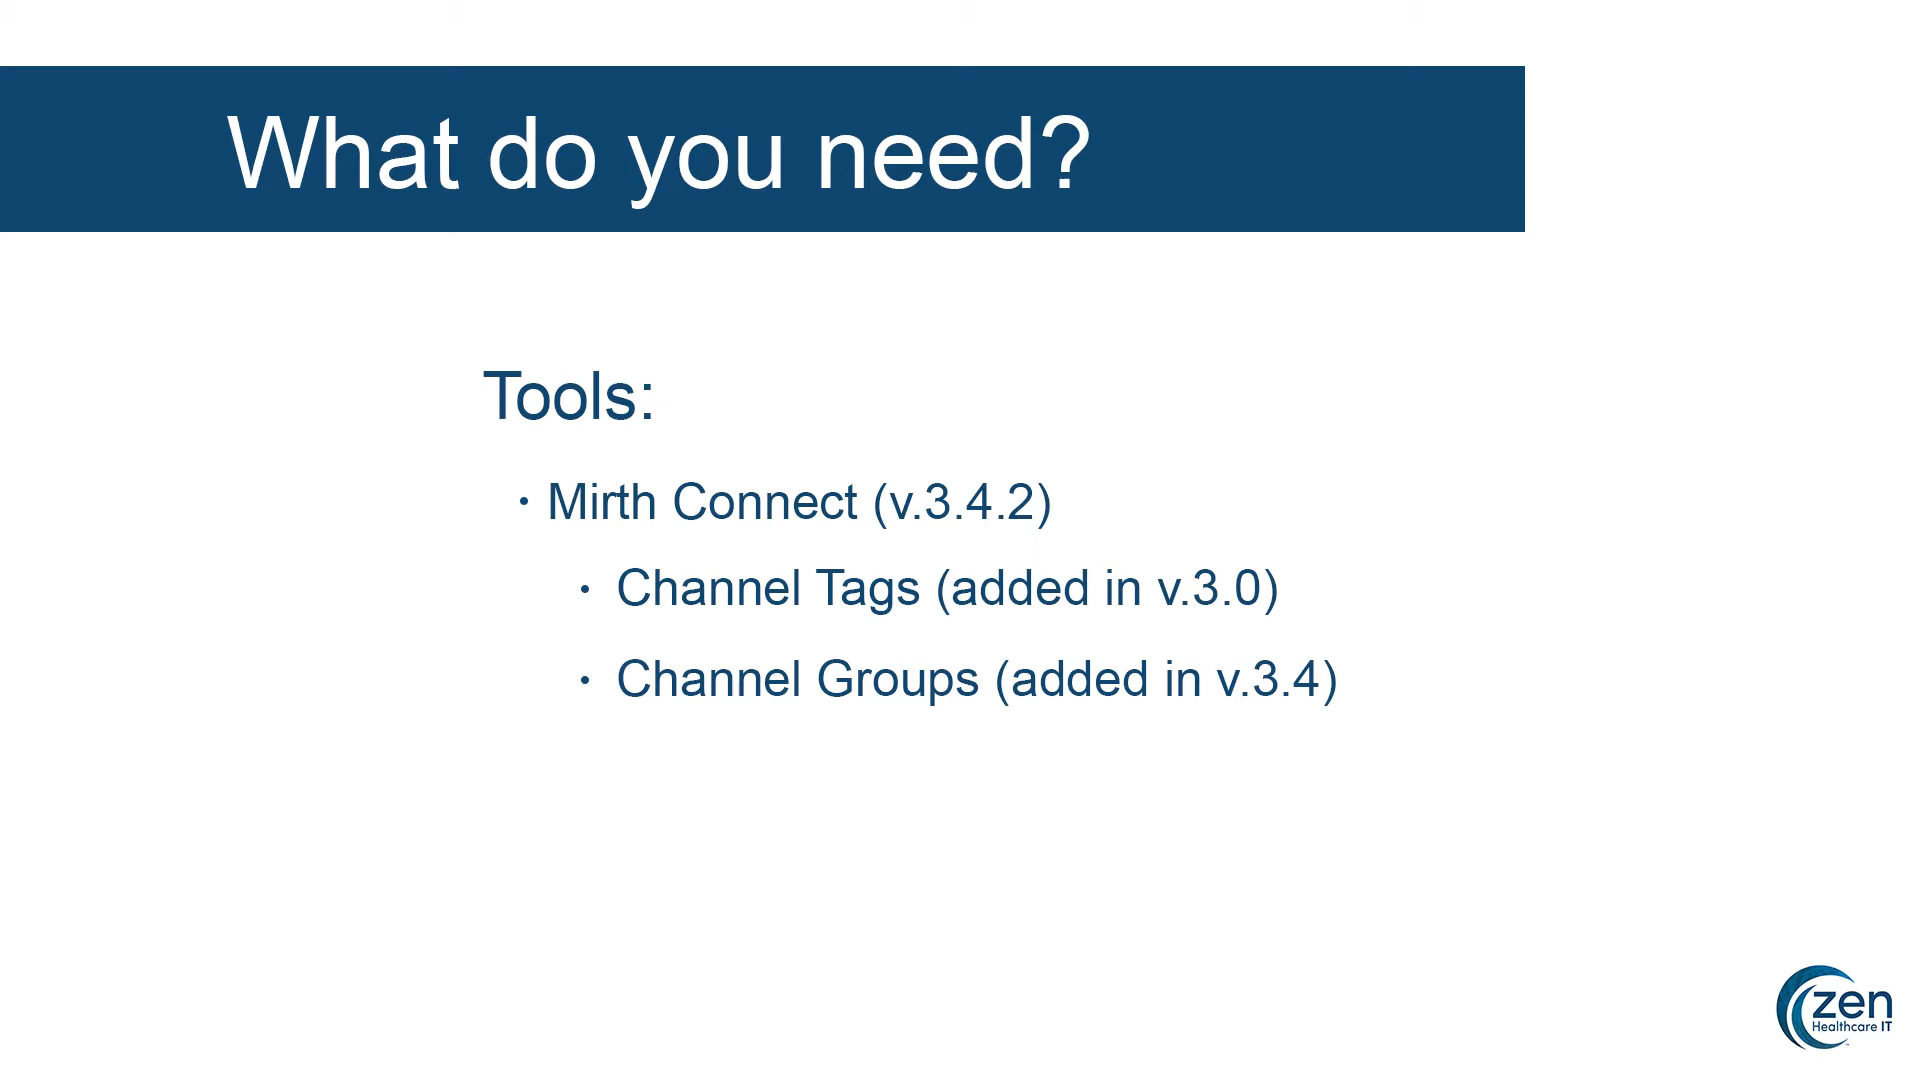 What do you need?
Tools:
· Mirth Connect (v.3.4.2)
· Channel Tags (added in v.3.0)
· Channel Groups (added in v.3.4)
zen
Healthcare IT